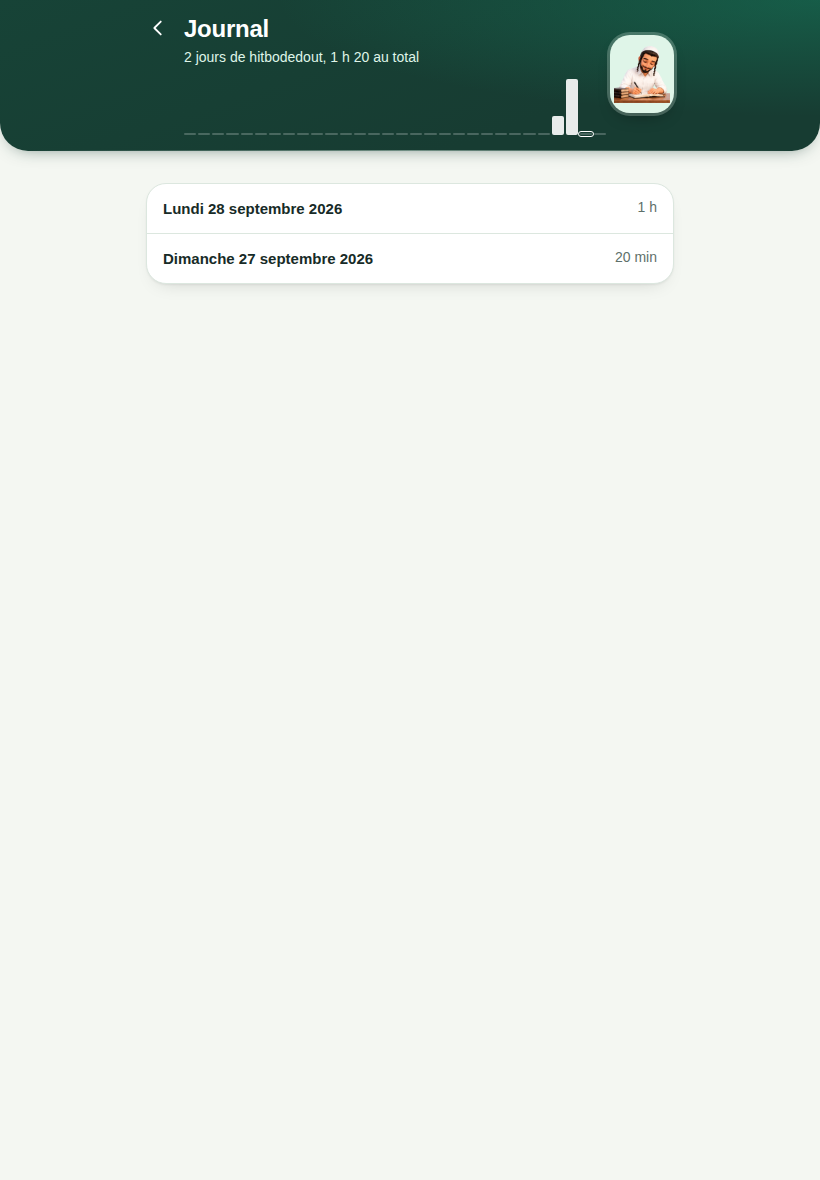 Journal
2 jours de hitbodedout, 1 h 20 au total
Lundi 28 septembre 2026 1 h
Dimanche 27 septembre 2026 20 min